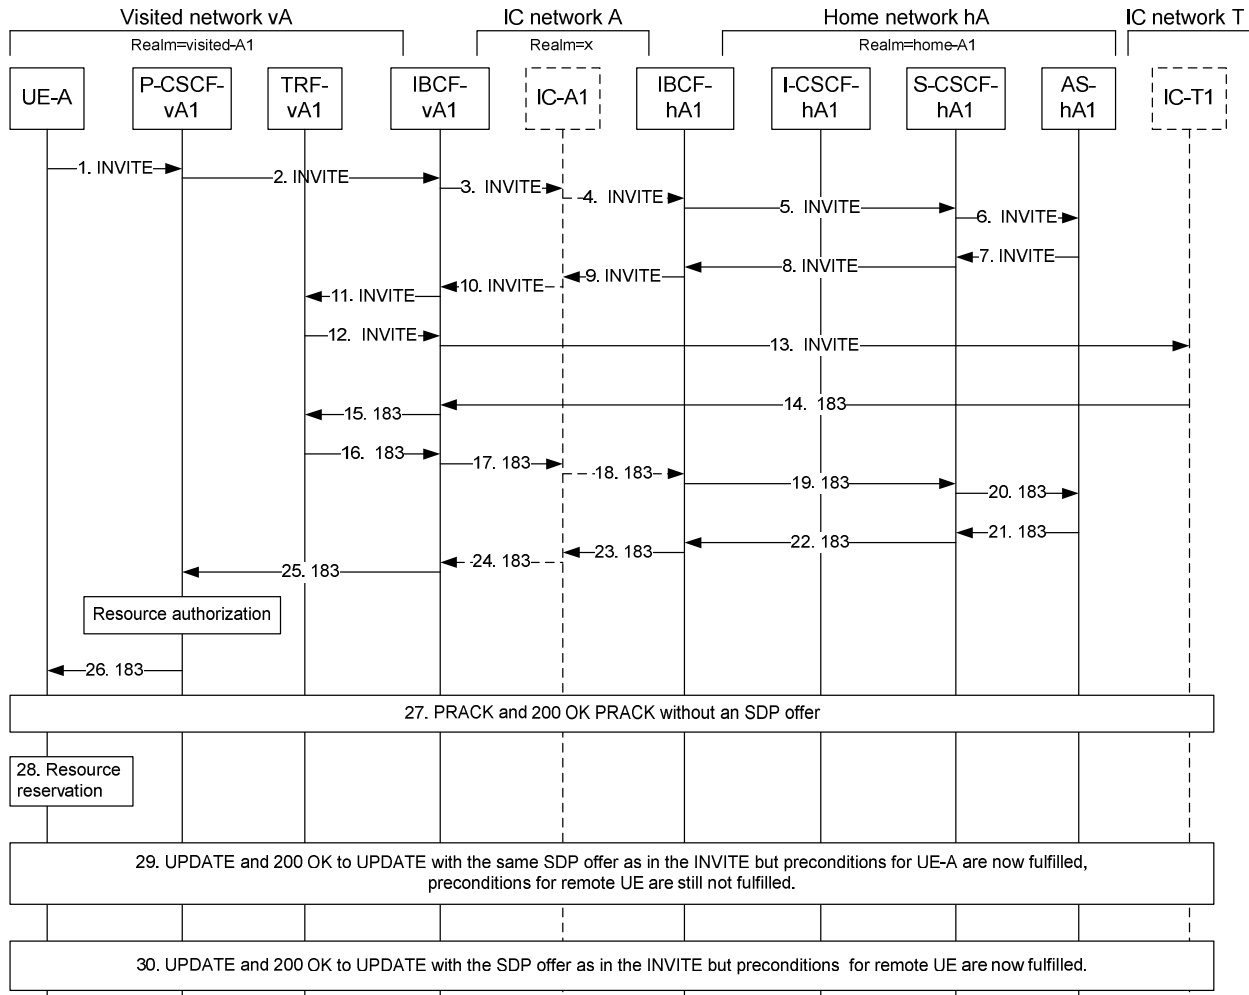 Visited network vA
IC network A
Home network hA
IC network T
Realm=visited-A1
Realm=x
Realm=home-A1
UE-A
P-CSCF-
vA1
TRF-
vA1
IBCF-
vA1
IC-A1
IBCF-
hA1
I-CSCF-
hA1
S-CSCF-
hA1
AS-
hA1
IC-T1
1. INVITE
2. INVITE
3. INVITE
4. INVITE
5. INVITE
6. INVITE
7. INVITE
8. INVITE
9. INVITE
10. INVITE
11. INVITE
12. INVITE
13. INVITE
14. 183
15. 183
16. 183
17. 183
18. 183
19. 183
20. 183
21. 183
22. 183
23. 183
24. 183
25. 183
Resource authorization
26. 183
27. PRACK and 200 OK PRACK without an SDP offer
28. Resource
reservation
29. UPDATE and 200 OK to UPDATE with the same SDP offer as in the INVITE but preconditions for UE-A are now fulfilled,
preconditions for remote UE are still not fulfilled.
30. UPDATE and 200 OK to UPDATE with the SDP offer as in the INVITE but preconditions for remote UE are now fulfilled.